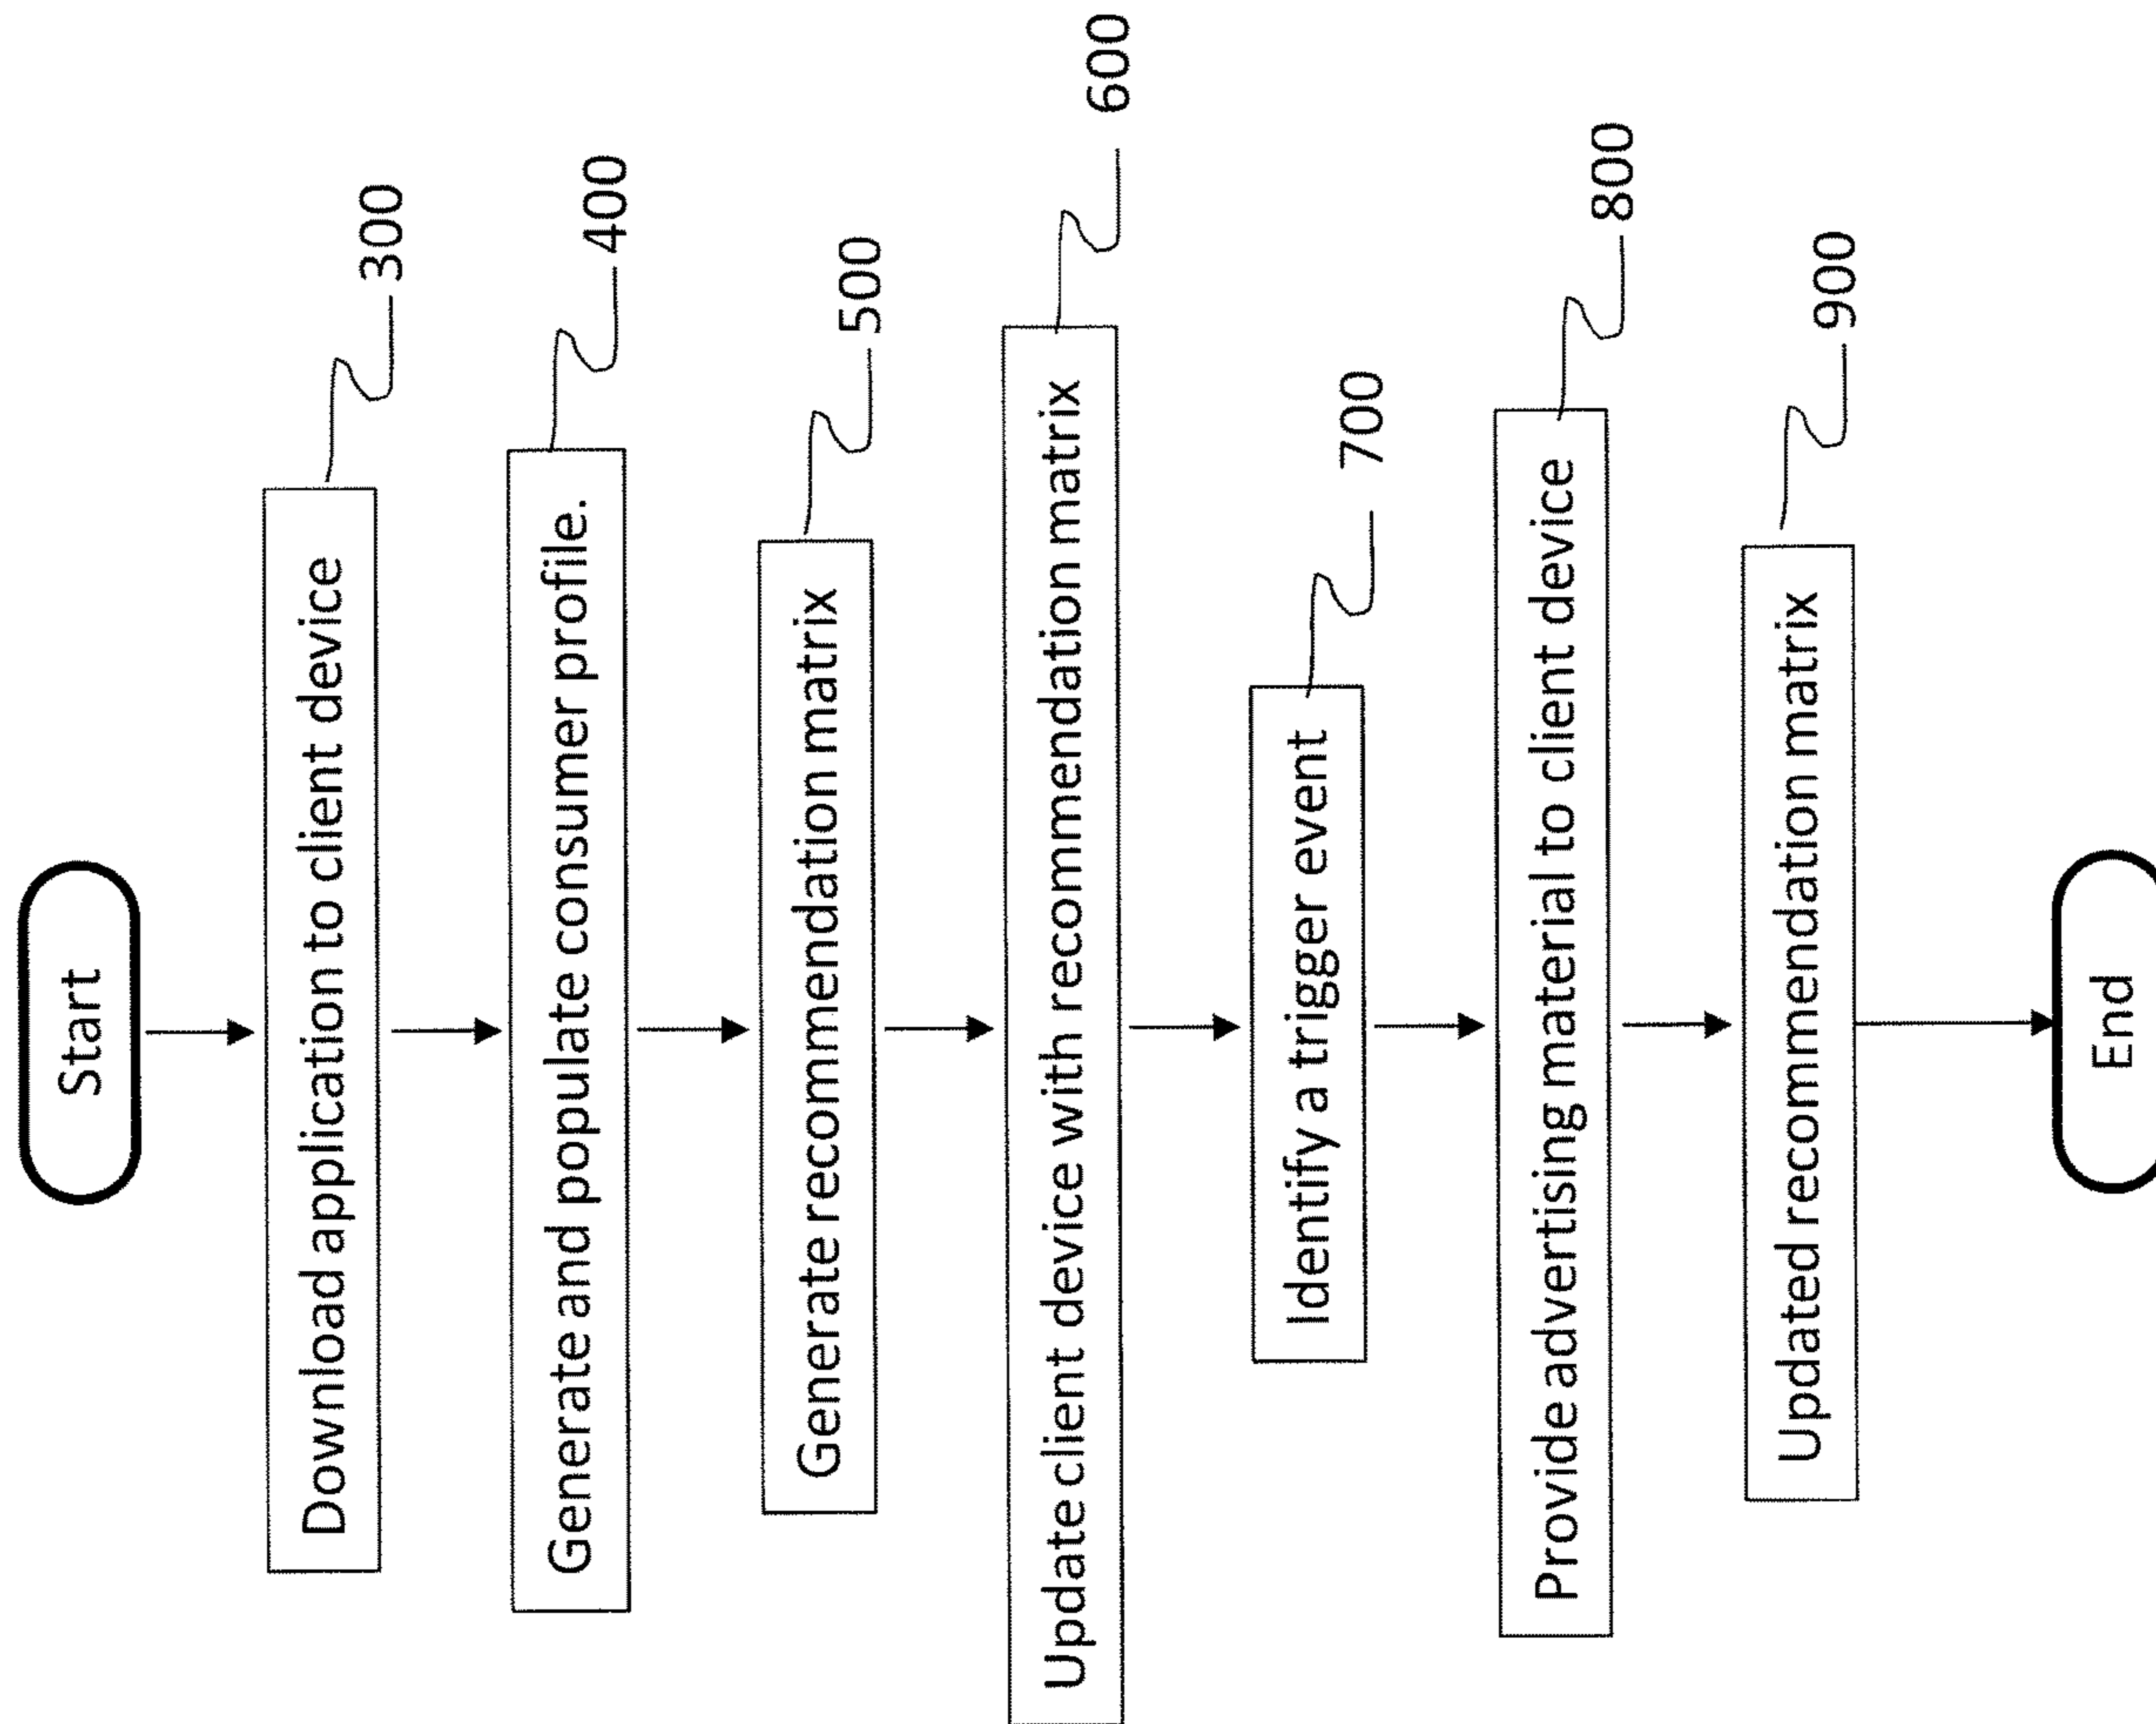 Start
Download application to client device
300
Generate and populate consumer profile.
400
Generate recommendation matrix
500
Update client device with recommendation matrix
600
Identify a trigger event
700
Provide advertising material to client device
800
Updated recommendation matrix
900
End